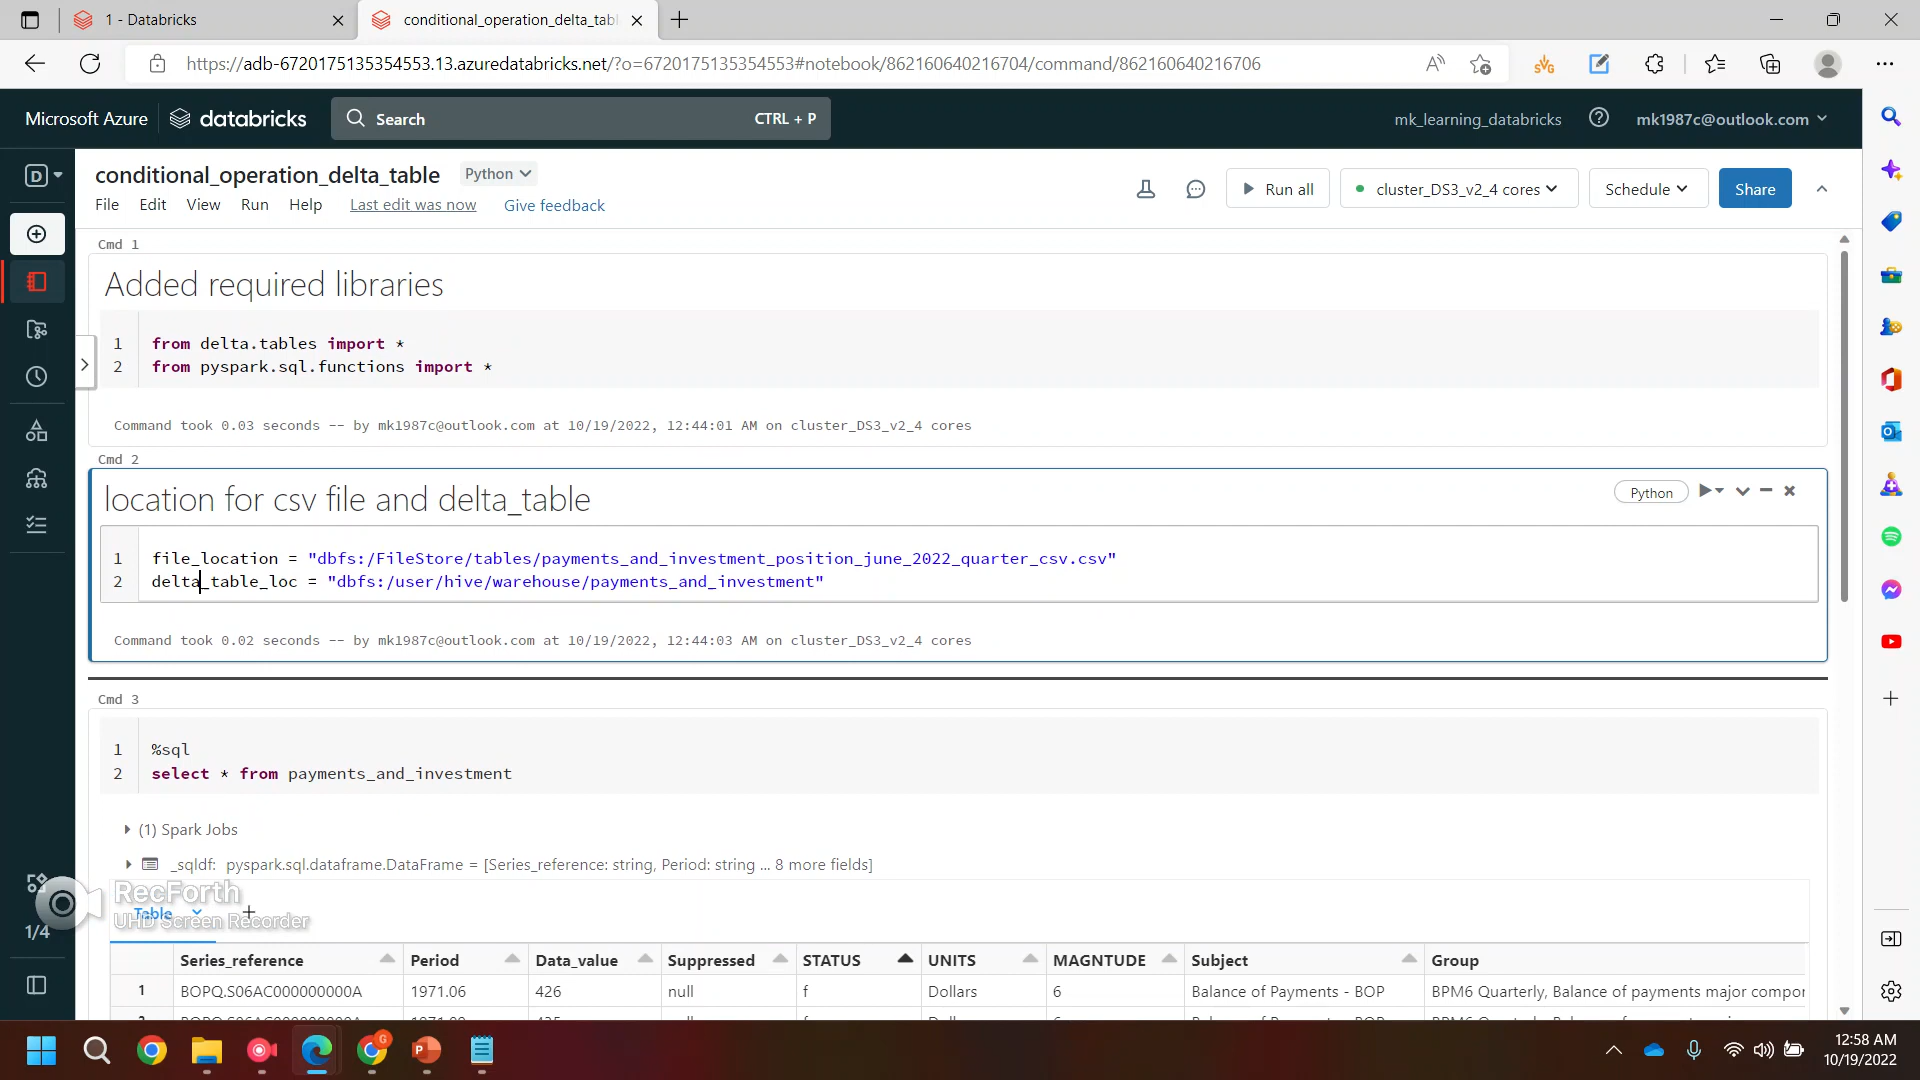 1 - Databricks
conditional_operation_delta_tabl
https://adb-6720175135354553.13.azuredatabricks.net/?o=6720175135354553#notebook/862160640216704/command/862160640216706
Microsoft Azure databricks
Search CTRL + P
mk_learning_databricks
mk1987c@outlook.com
D
conditional_operation_delta_table Python
File Edit View Run Help Last edit was now Give feedback
Run all
cluster_DS3_v2_4 cores
Schedule
Share
Cmd 1
Added required libraries
1 from delta.tables import *
2 from pyspark.sql.functions import *
Command took 0.03 seconds -- by mk1987c@outlook.com at 10/19/2022, 12:44:01 AM on cluster_DS3_v2_4 cores
Cmd 2
location for csv file and delta_table
Python
1 file_location = "dbfs:/FileStore/tables/payments_and_investment_position_june_2022_quarter_csv.csv"
2 delta_table_loc = "dbfs:/user/hive/warehouse/payments_and_investment"
Command took 0.02 seconds -- by mk1987c@outlook.com at 10/19/2022, 12:44:03 AM on cluster_DS3_v2_4 cores
Cmd 3
1 %sql
2 select * from payments_and_investment
(1) Spark Jobs
_sqldf: pyspark.sql.dataframe.DataFrame = [Series_reference: string, Period: string ... 8 more fields]
RecForth
Table +
UHD Screen Recorder
1/4
Series_reference Period Data_value Suppressed STATUS UNITS MAGNTUDE Subject Group
1 BOPQ.S06AC000000000A 1971.06 426 null f Dollars 6 Balance of Payments - BOP BPM6 Quarterly, Balance of payments major compor
12:58 AM
10/19/2022